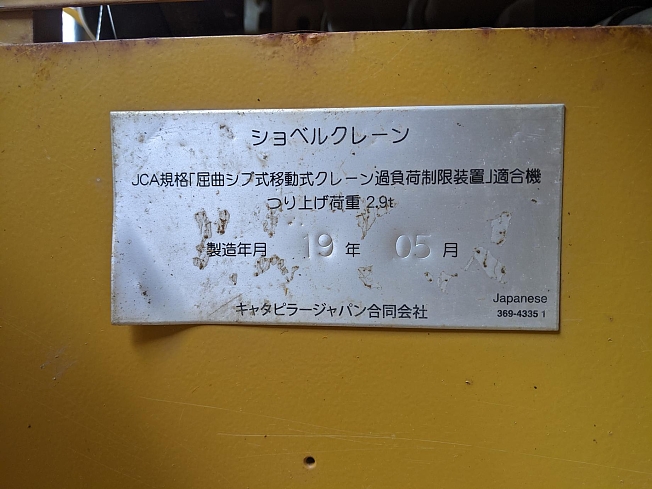 ショベルクレーン
JCA規格「屈曲ジブ式移動式クレーン過負荷制限装置」適合機
つり上げ荷重 2.9t
製造年月 19 年 05 月
キャタピラージャパン合同会社
Japanese
369-4335 1